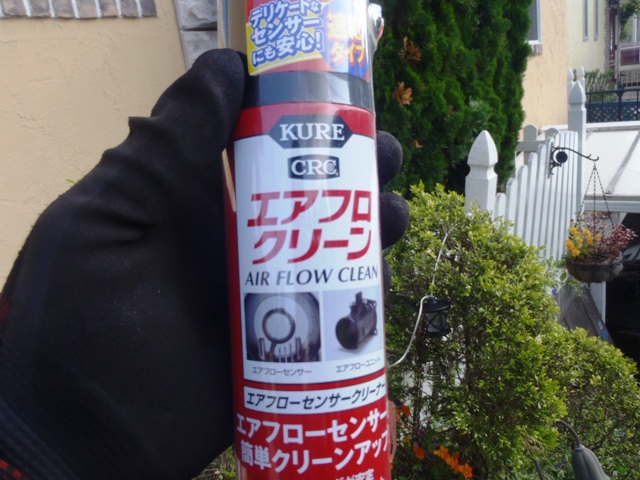 デリケートな
センサー
にも安心!
タイプ
KURE
CRC
エアフロ
クリーン
AIR FLOW CLEAN
エアフローセンサー
エアフローユニット
エアフローセンサークリーナー
エアフローセンサー
簡単クリーンアップ